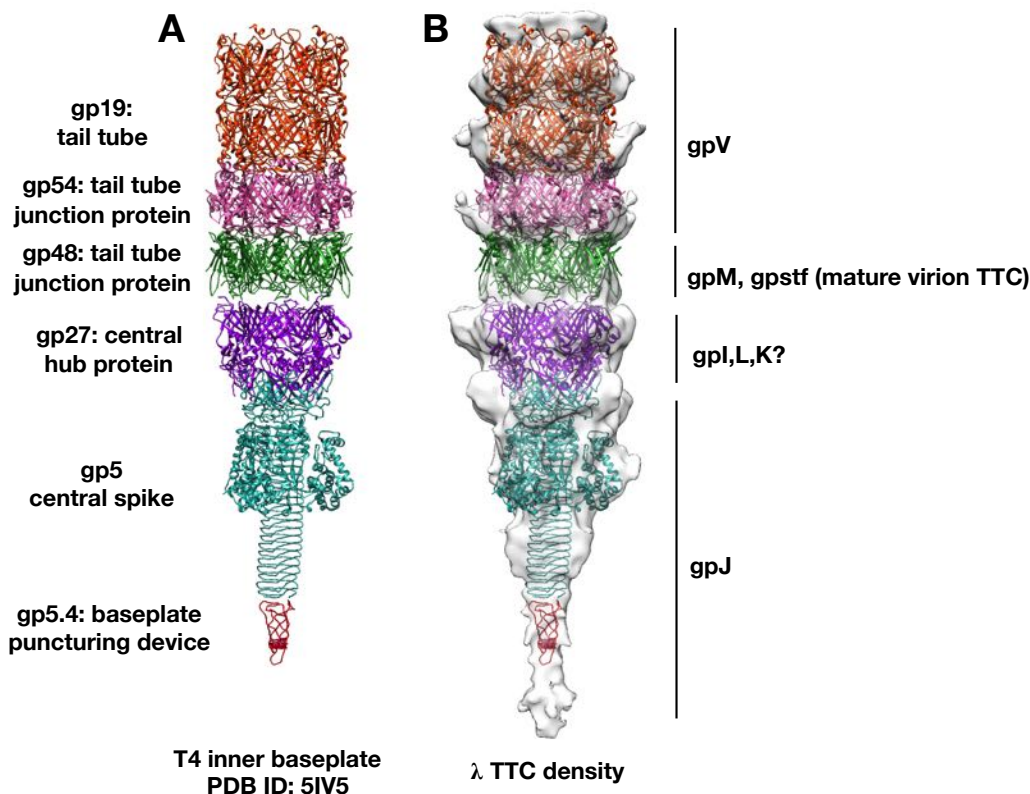 A
B
gp19:
tail tube
gp54: tail tube
junction protein
gp48: tail tube
junction protein
gp27: central
hub protein
gp5
central spike
gp5.4: baseplate
puncturing device
T4 inner baseplate
PDB ID: 5IV5
gpV
gpM, gpstf (mature virion TTC)
gpI,L,K?
gpJ
λ TTC density